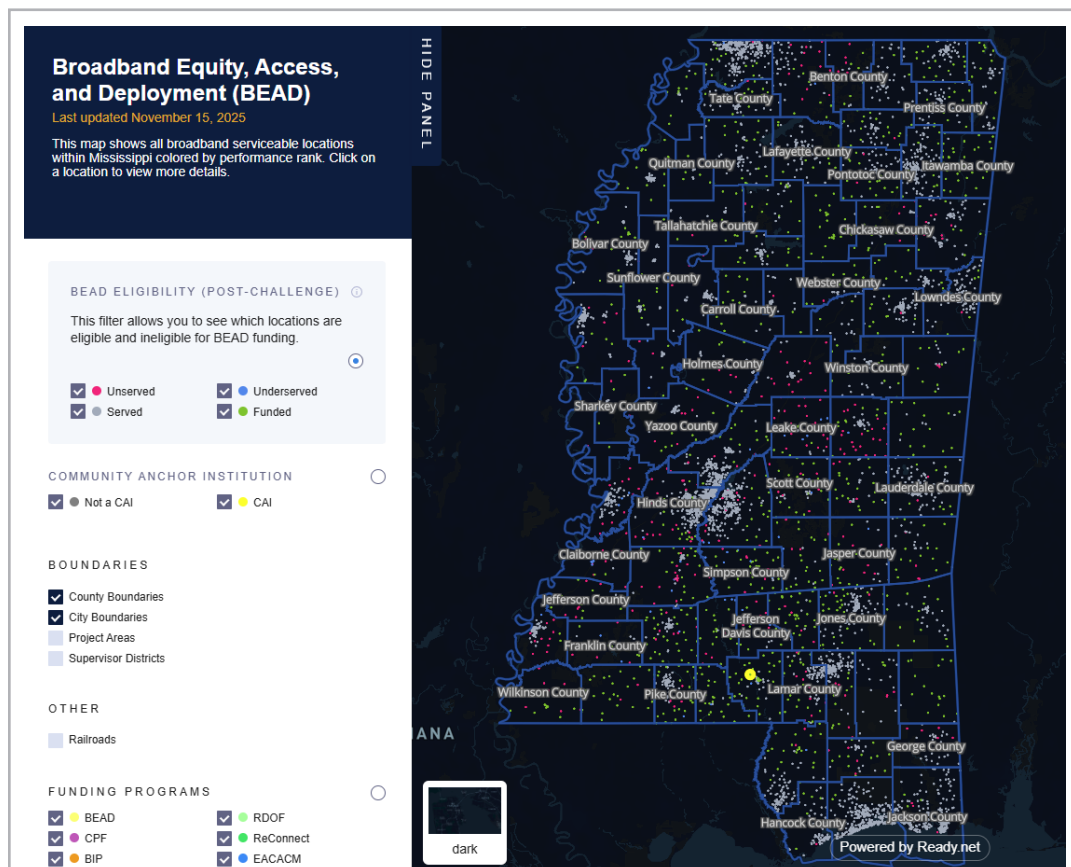 Broadband Equity, Access,
and Deployment (BEAD)
Last updated November 15, 2025
This map shows all broadband serviceable locations
within Mississippi colored by performance rank. Click on
a location to view more details.
HIDE PANEL
BEAD ELIGIBILITY (POST-CHALLENGE)
This filter allows you to see which locations are
eligible and ineligible for BEAD funding.
Unserved Underserved
Served Funded
COMMUNITY ANCHOR INSTITUTION
Not a CAI CAI
BOUNDARIES
County Boundaries
City Boundaries
Project Areas
Supervisor Districts
OTHER
Railroads
FUNDING PROGRAMS
BEAD RDOF
CPF ReConnect
BIP EACACM
Benton County
Tate County
Prentiss County
Lafayette County
Quitman County
Itawamba County
Pontotoc County
Tallahatchie County
Chickasaw County
Bolivar County
Sunflower County
Webster County
Lowndes County
Carroll County
Holmes County
Winston County
Sharkey County
Yazoo County
Leake County
Scott County
Lauderdale County
Hinds County
Claiborne County
Jasper County
Simpson County
Jefferson County
Jefferson
Davis County
Jones County
Franklin County
Wilkinson County
Pike County
Lamar County
IANA
George County
Hancock County
Jackson County
dark
Powered by Ready.net